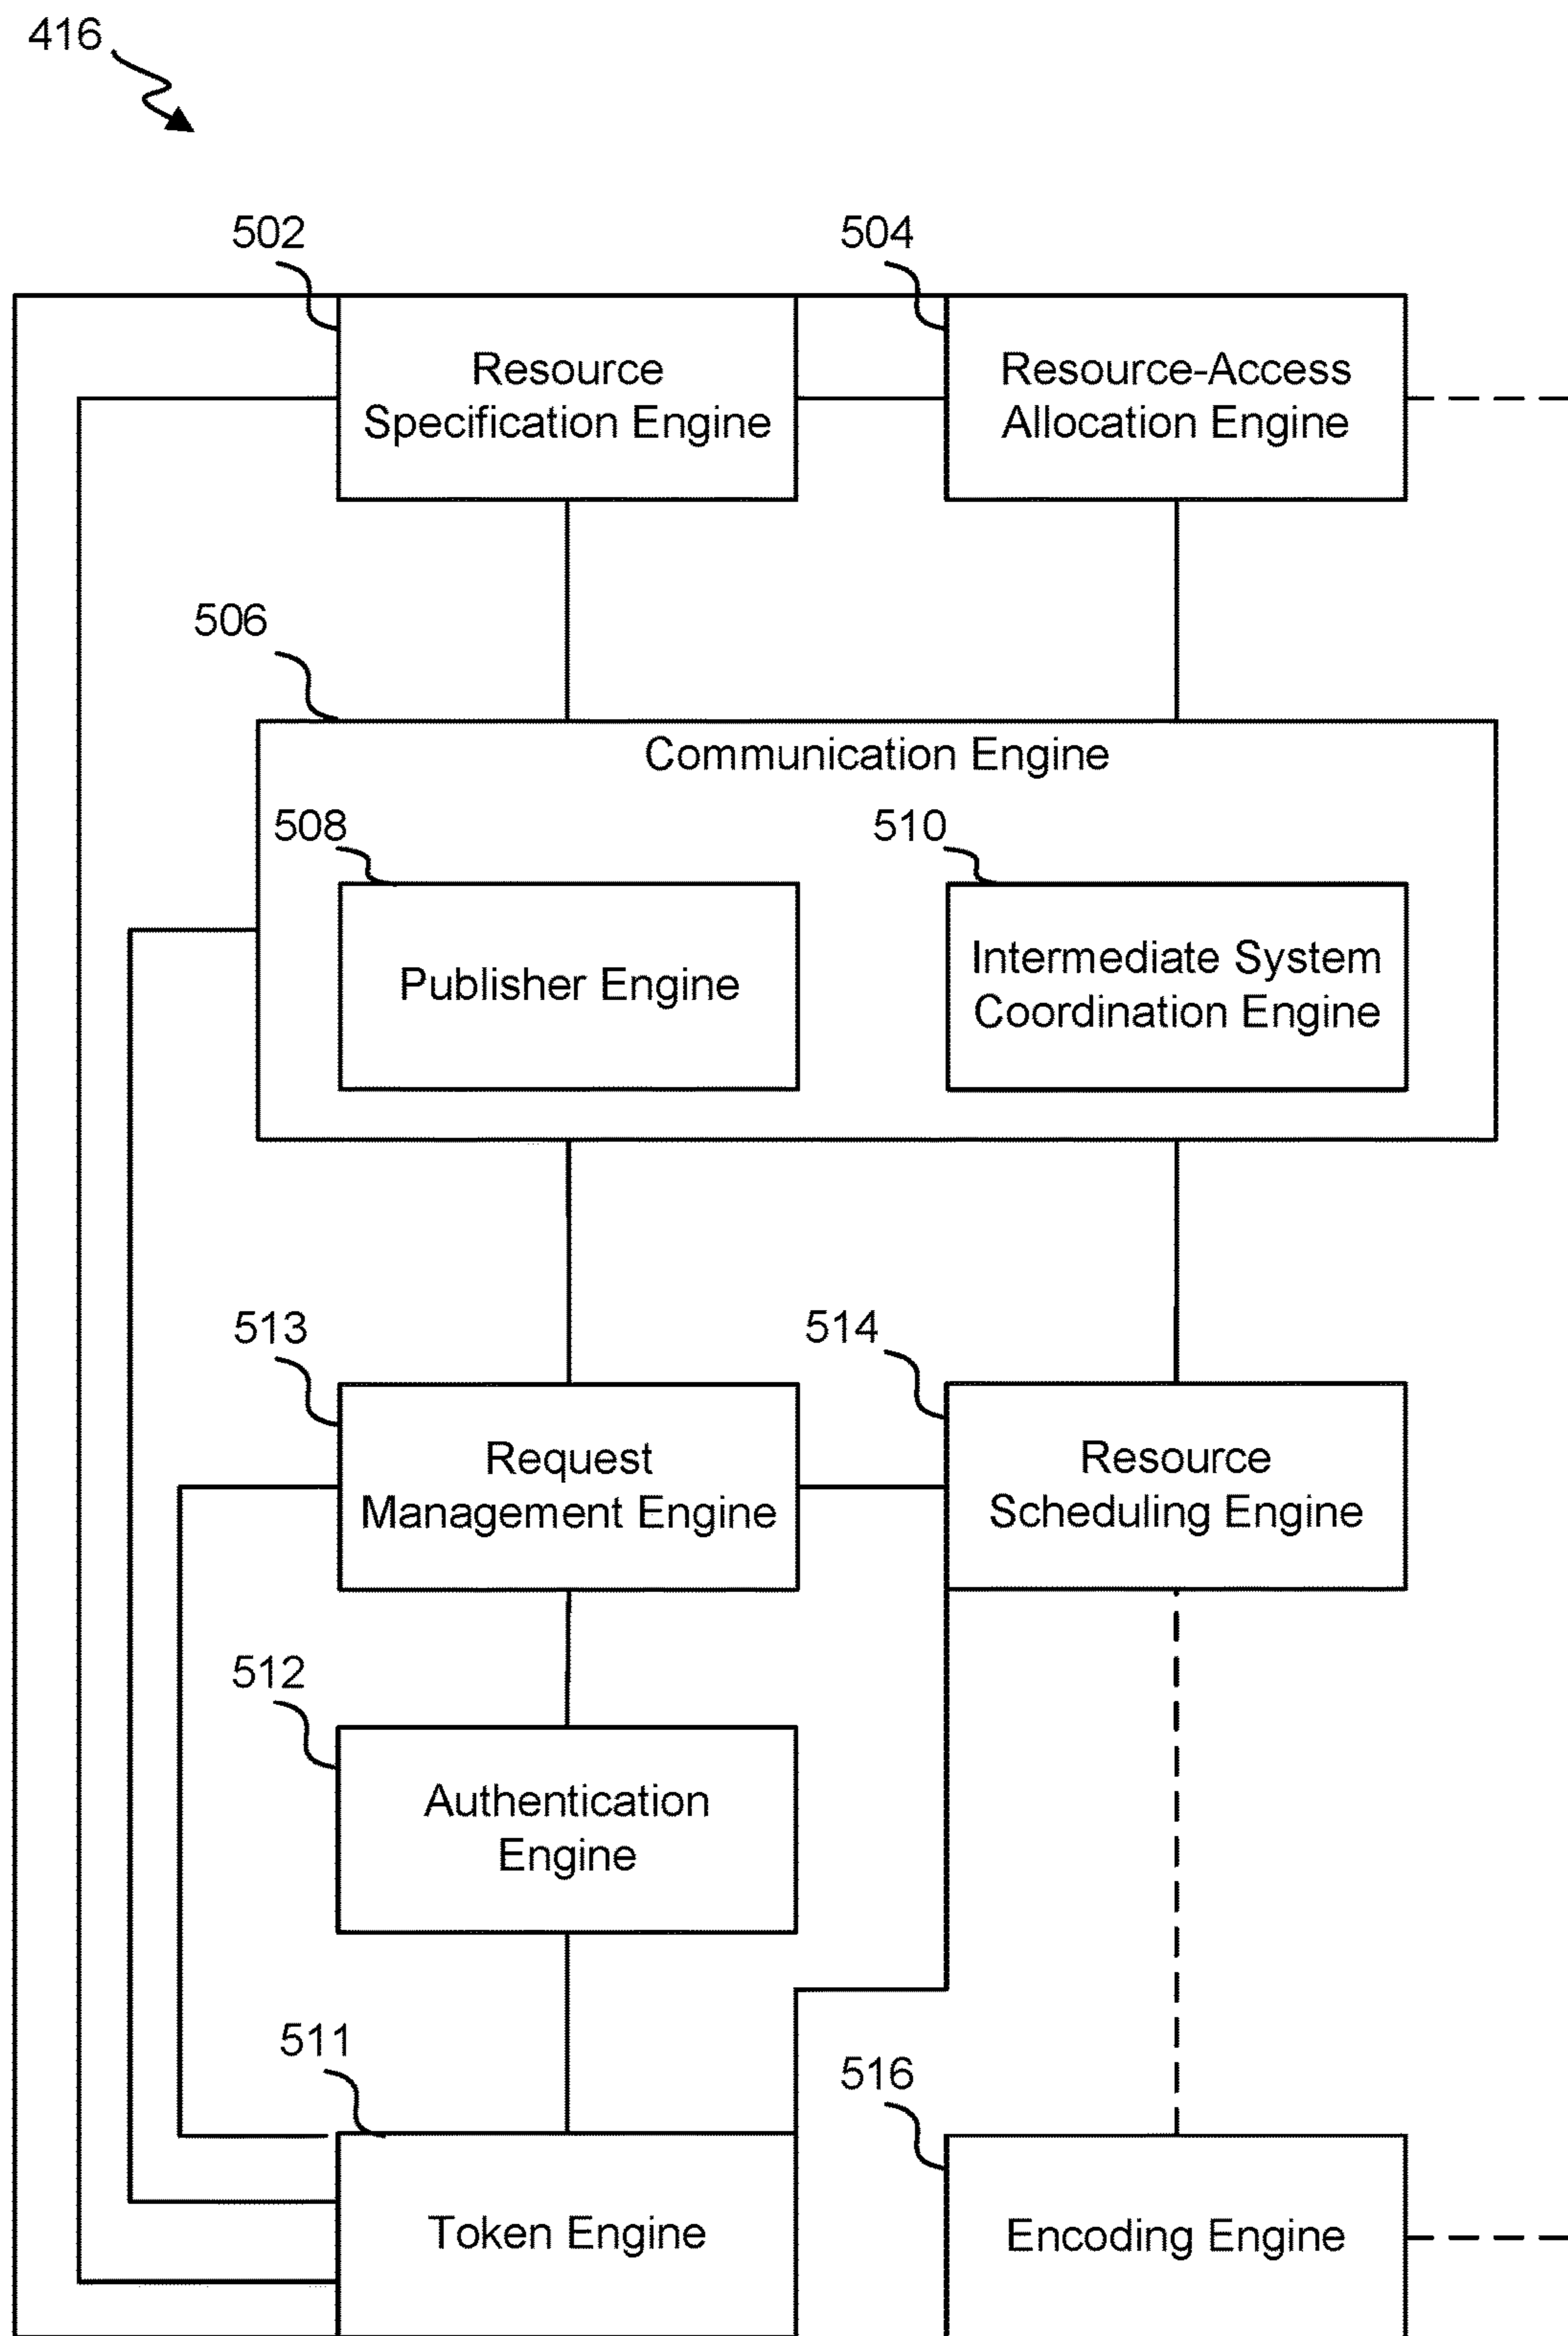 416
502
504
Resource
Specification Engine
Resource-Access
Allocation Engine
506
Communication Engine
508
510
Publisher Engine
Intermediate System
Coordination Engine
513
514
Request
Management Engine
Resource
Scheduling Engine
512
Authentication
Engine
511
516
Token Engine
Encoding Engine